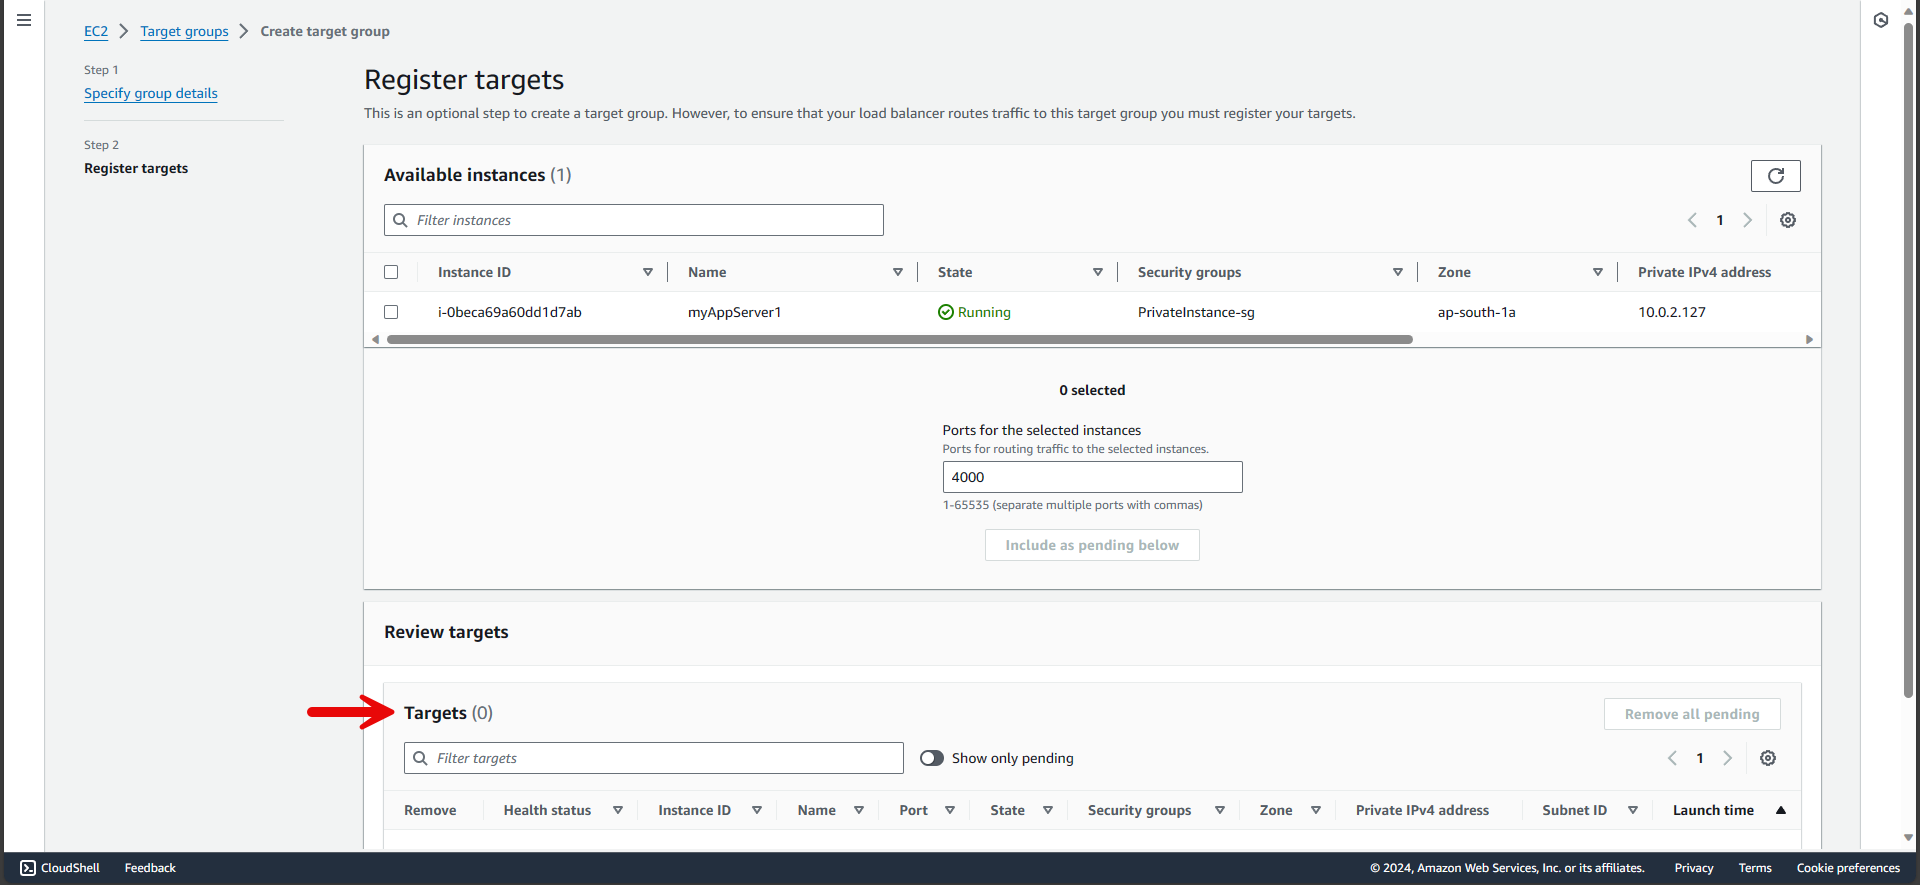 EC2 Target groups Create target group
Step 1
Specify group details
Step 2
Register targets
Register targets
This is an optional step to create a target group. However, to ensure that your load balancer routes traffic to this target group you must register your targets.
Available instances (1)
Filter instances
1
Instance ID Name State Security groups Zone Private IPv4 address
i-0beca69a60dd1d7ab myAppServer1 Running PrivateInstance-sg ap-south-1a 10.0.2.127
0 selected
Ports for the selected instances
Ports for routing traffic to the selected instances.
4000
1-65535 (separate multiple ports with commas)
Include as pending below
Review targets
Targets (0)
Remove all pending
Filter targets Show only pending 1
Remove Health status Instance ID Name Port State Security groups Zone Private IPv4 address Subnet ID Launch time
CloudShell Feedback © 2024, Amazon Web Services, Inc. or its affiliates. Privacy Terms Cookie preferences